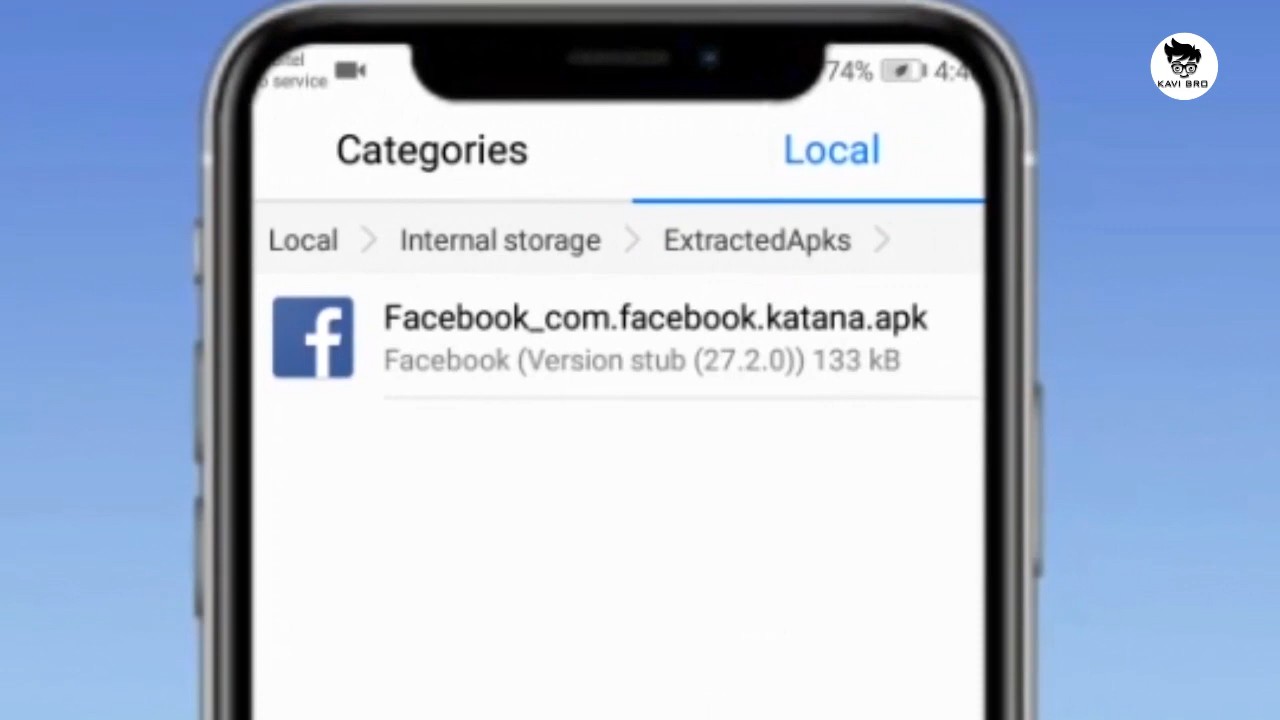 service
74%
KAVI BRO
Categories
Local
Local
Internal storage
ExtractedApks
Facebook_com.facebook.katana.apk
Facebook (Version stub (27.2.0)) 133 kB